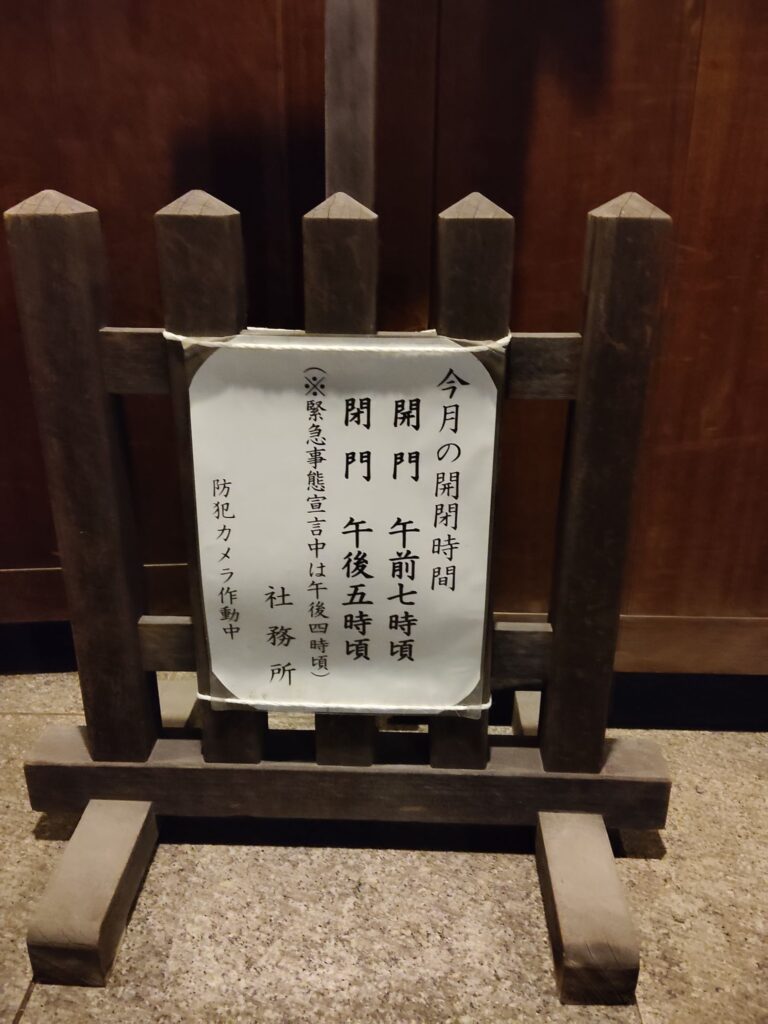 今月の開閉時間
開門 午前七時頃
閉門 午後五時頃
(※緊急事態宣言中は午後四時頃)
社務所
防犯カメラ作動中